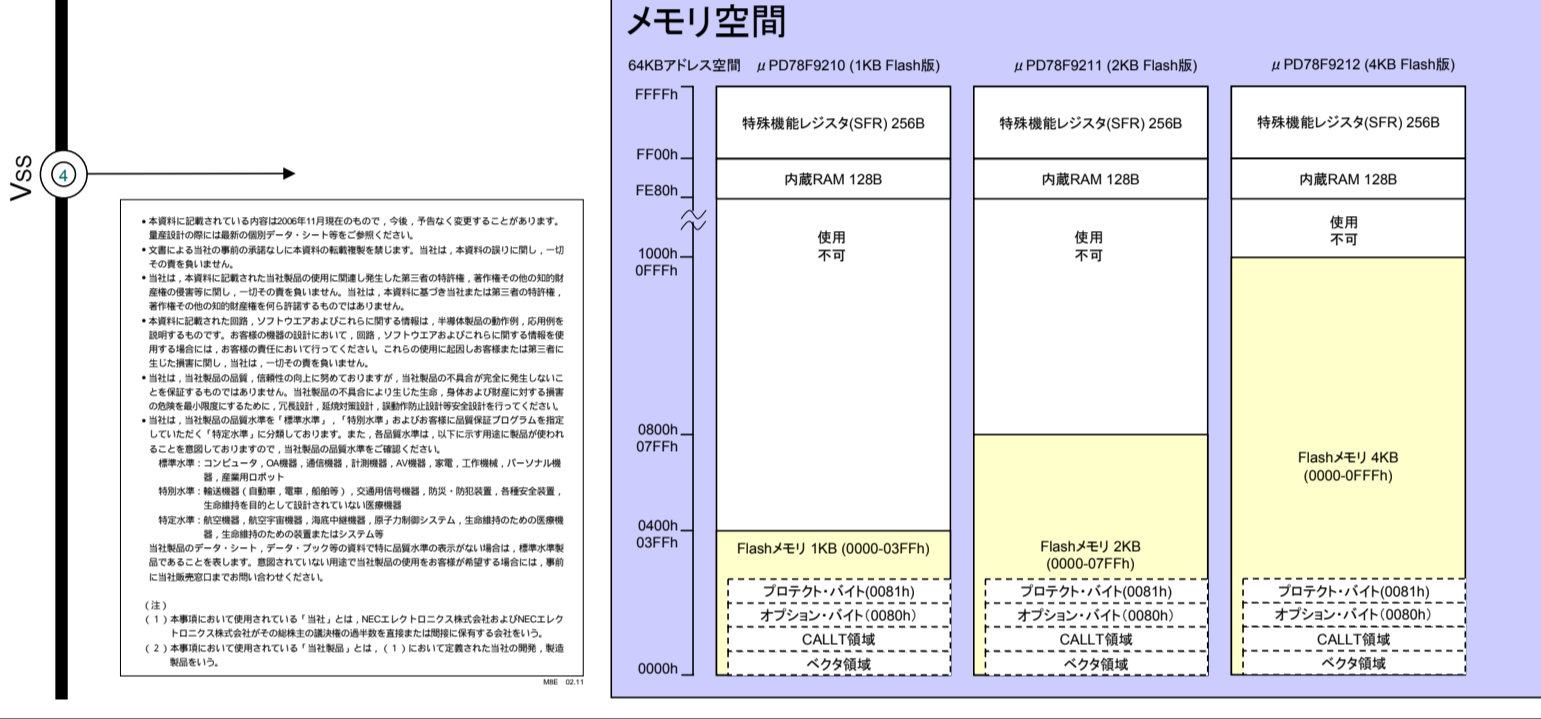 Vss
4
• 本資料に記載されている内容は2006年11月現在のもので，今後，予告なく変更することがあります。
量産設計の際には最新の個別データ・シート等をご参照ください。
• 文書による当社の事前の承諾なしに本資料の転載複製を禁じます。当社は，本資料の誤りに関し，一切
その責を負いません。
• 当社は，本資料に記載された当社製品の使用に関連し発生した第三者の特許権，著作権その他の知的財
産権の侵害等に関し，一切その責を負いません。当社は，本資料に基づき当社または第三者の特許権，
著作権その他の知的財産権を何ら許諾するものではありません。
• 本資料に記載された回路，ソフトウエアおよびこれらに関する情報は，半導体製品の動作例，応用例を
説明するものです。お客様の機器の設計において，回路，ソフトウエアおよびこれらに関する情報を使
用する場合には，お客様の責任において行ってください。これらの使用に起因しお客様または第三者に
生じた損害に関し，当社は，一切その責を負いません。
• 当社は，当社製品の品質，信頼性の向上に努めておりますが，当社製品の不具合が完全に発生しないこ
とを保証するものではありません。当社製品の不具合により生じた生命，身体および財産に対する損害
の危険を最小限度にするために，冗長設計，延焼対策設計，誤動作防止設計等安全設計を行ってください。
• 当社は，当社製品の品質水準を「標準水準」，「特別水準」およびお客様に品質保証プログラムを指定
していただく「特定水準」に分類しております。また，各品質水準は，以下に示す用途に製品が使われ
ることを意図しておりますので，当社製品の品質水準をご確認ください。
標準水準：コンピュータ，OA機器，通信機器，計測機器，AV機器，家電，工作機械，パーソナル機
器，産業用ロボット
特別水準：輸送機器（自動車，電車，船舶等），交通用信号機器，防災・防犯装置，各種安全装置，
生命維持を目的として設計されていない医療機器
特定水準：航空機器，航空宇宙機器，海底中継機器，原子力制御システム，生命維持のための医療機
器，生命維持のための装置またはシステム等
当社製品のデータ・シート，データ・ブック等の資料で特に品質水準の表示がない場合は，標準水準製
品であることを表します。意図されていない用途で当社製品の使用をお客様が希望する場合には，事前
に当社販売窓口までお問い合わせください。
（注）
（１）本事項において使用されている「当社」とは，NECエレクトロニクス株式会社およびNECエレク
トロニクス株式会社がその総株主の議決権の過半数を直接または間接に保有する会社をいう。
（２）本事項において使用されている「当社製品」とは，（１）において定義された当社の開発，製造
製品をいう。
M8E 02.11
メモリ空間
64KBアドレス空間
μPD78F9210 (1KB Flash版)
μPD78F9211 (2KB Flash版)
μPD78F9212 (4KB Flash版)
FFFFh
FF00h
FE80h
1000h
0FFFh
0800h
07FFh
0400h
03FFh
0000h
特殊機能レジスタ(SFR) 256B
内蔵RAM 128B
使用
不可
Flashメモリ 1KB (0000-03FFh)
プロテクト・バイト(0081h)
オプション・バイト(0080h)
CALLT領域
ベクタ領域
特殊機能レジスタ(SFR) 256B
内蔵RAM 128B
使用
不可
Flashメモリ 2KB
(0000-07FFh)
プロテクト・バイト(0081h)
オプション・バイト(0080h)
CALLT領域
ベクタ領域
特殊機能レジスタ(SFR) 256B
内蔵RAM 128B
使用
不可
Flashメモリ 4KB
(0000-0FFFh)
プロテクト・バイト(0081h)
オプション・バイト(0080h)
CALLT領域
ベクタ領域